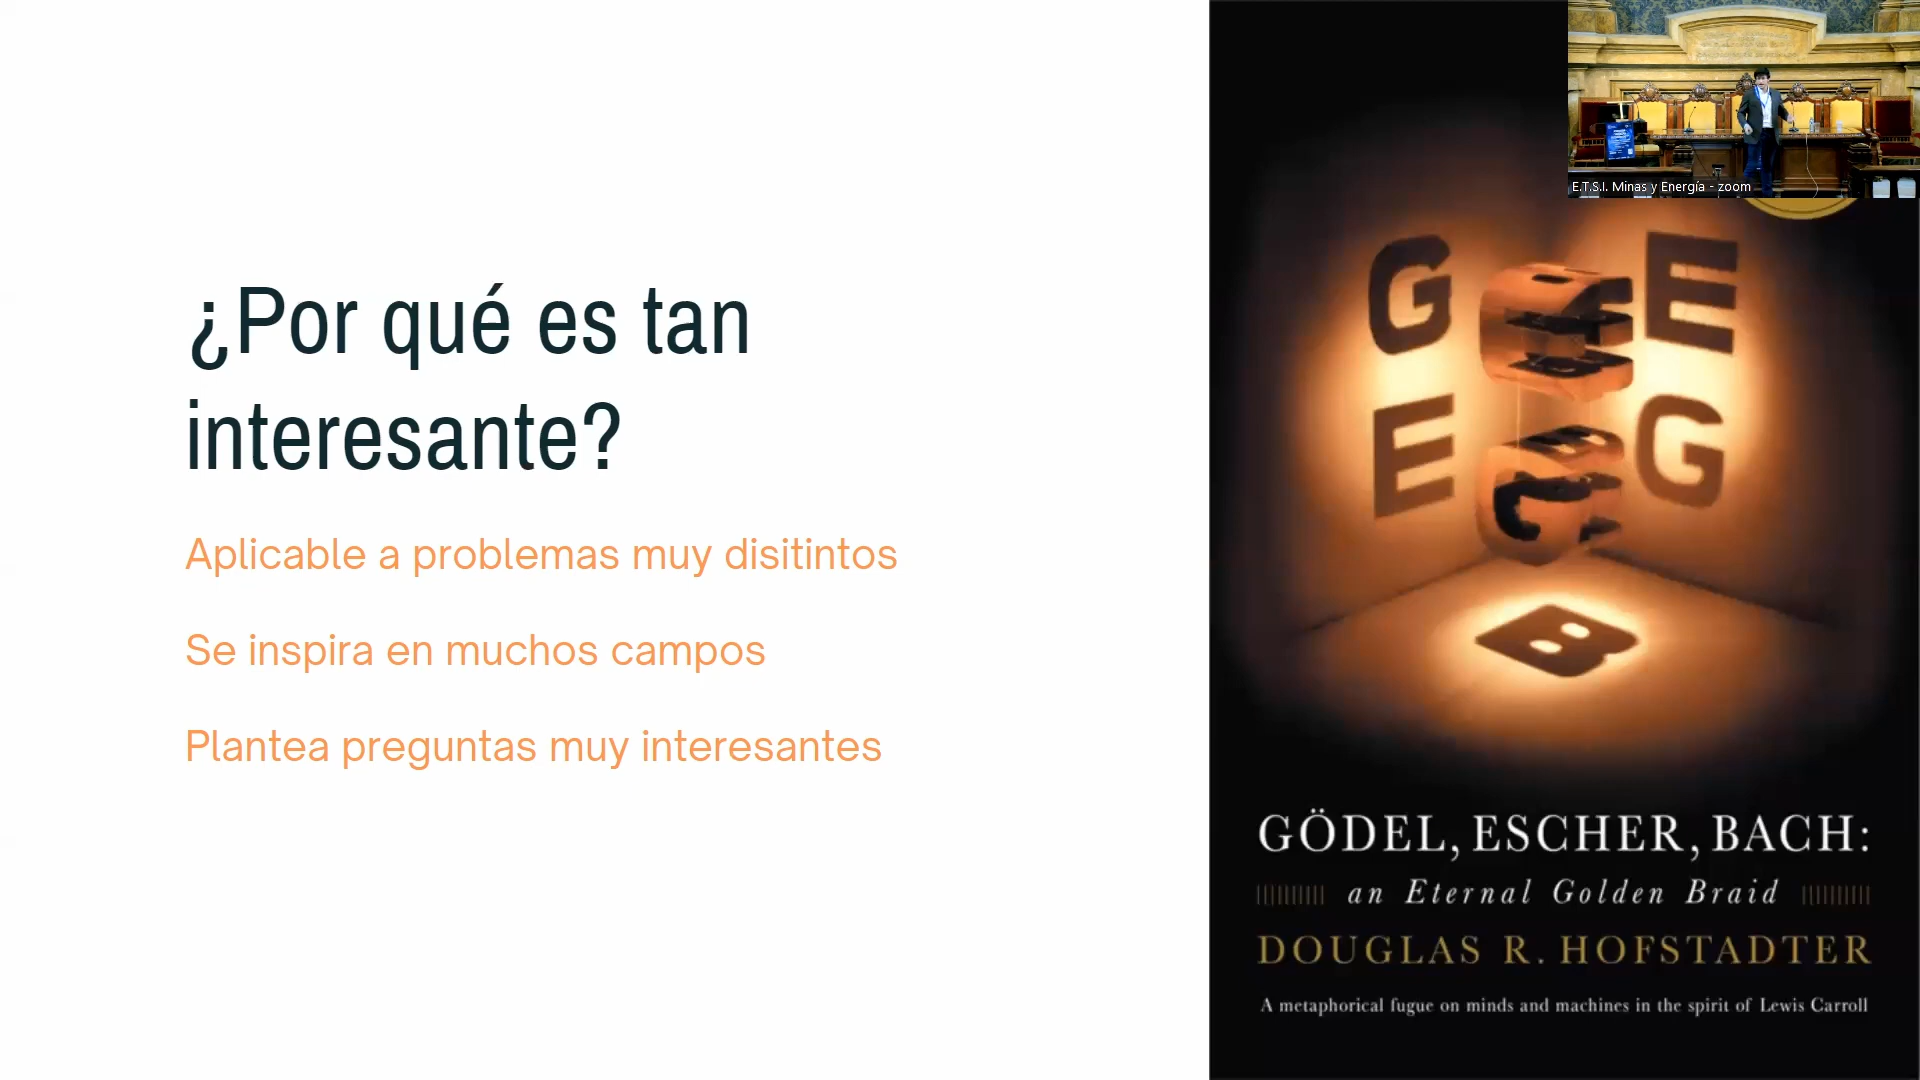 ¿Por qué es tan
interesante?
Aplicable a problemas muy disitintos
Se inspira en muchos campos
Plantea preguntas muy interesantes
E.T.S.I. Minas y Energía - zoom
G E
E G
B
GÖDEL, ESCHER, BACH:
an Eternal Golden Braid
DOUGLAS R. HOFSTADTER
A metaphorical fugue on minds and machines in the spirit of Lewis Carroll